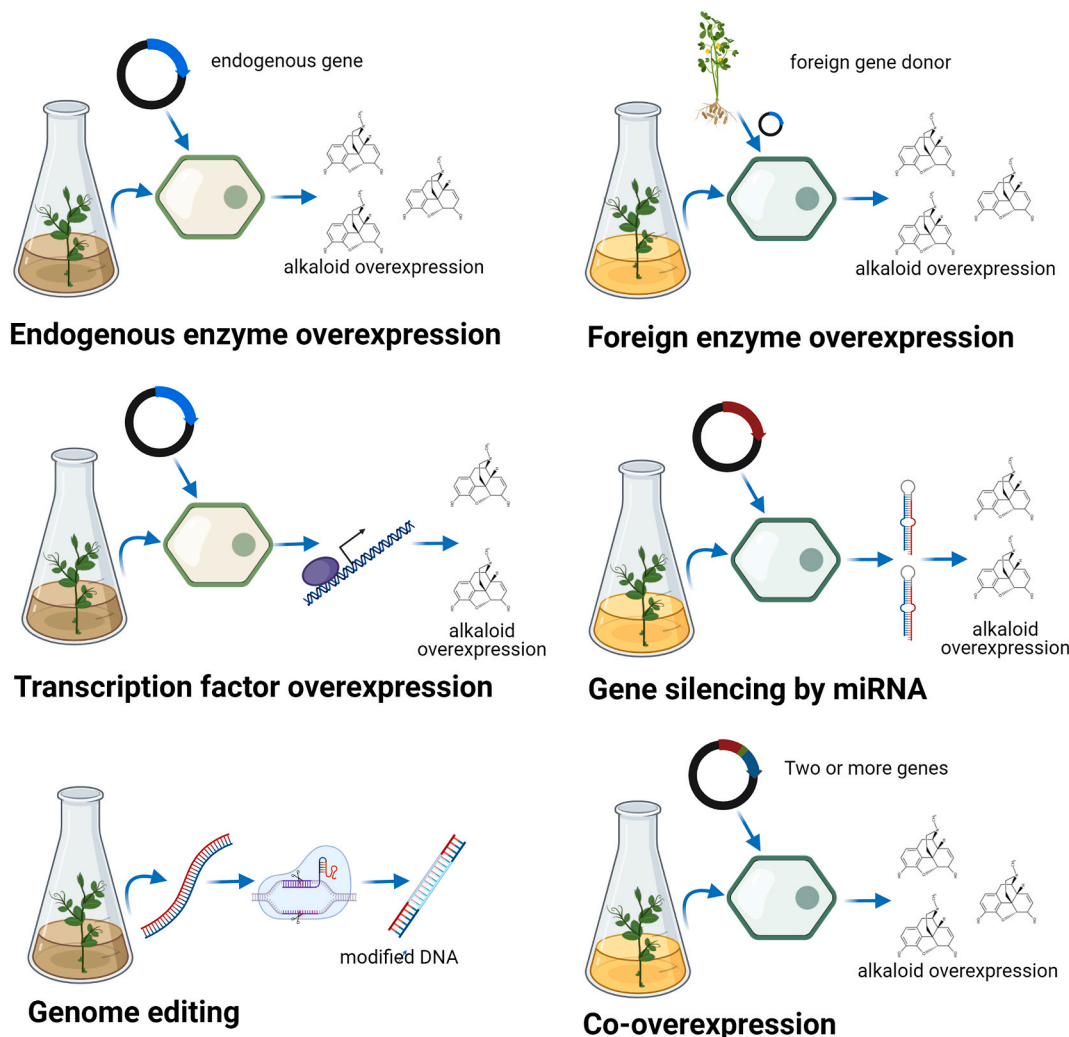 endogenous gene
alkaloid overexpression
Endogenous enzyme overexpression
foreign gene donor
alkaloid overexpression
Foreign enzyme overexpression
alkaloid
overexpression
Transcription factor overexpression
alkaloid
overexpression
Gene silencing by miRNA
modified DNA
Genome editing
Two or more genes
alkaloid overexpression
Co-overexpression